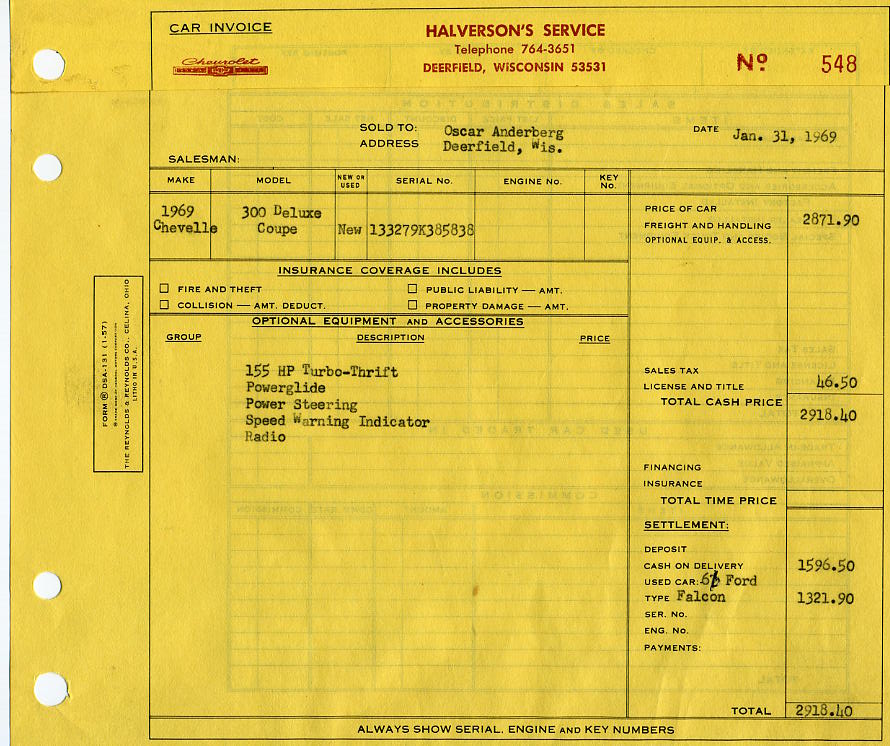 CAR INVOICE
Chevrolet
HALVERSON'S SERVICE
Telephone 764-3651
DEERFIELD, WISCONSIN 53531
No 548
SOLD TO: Oscar Anderberg
ADDRESS Deerfield, Wis.
DATE Jan. 31, 1969
SALESMAN:
MAKE MODEL NEW OR USED SERIAL No. ENGINE No. KEY No.
1969 Chevelle 300 Deluxe Coupe New 133279K385838
PRICE OF CAR
FREIGHT AND HANDLING 2871.90
OPTIONAL EQUIP. & ACCESS.
INSURANCE COVERAGE INCLUDES
FIRE AND THEFT PUBLIC LIABILITY — AMT.
COLLISION — AMT. DEDUCT. PROPERTY DAMAGE — AMT.
OPTIONAL EQUIPMENT AND ACCESSORIES
GROUP DESCRIPTION PRICE
155 HP Turbo-Thrift
Powerglide
Power Steering
Speed Warning Indicator
Radio
SALES TAX
LICENSE AND TITLE 46.50
TOTAL CASH PRICE 2918.40
FINANCING
INSURANCE
TOTAL TIME PRICE
SETTLEMENT:
DEPOSIT
CASH ON DELIVERY 1596.50
USED CAR: Ford
TYPE Falcon 1321.90
SER. No.
ENG. No.
PAYMENTS:
TOTAL 2918.40
ALWAYS SHOW SERIAL, ENGINE AND KEY NUMBERS
FORM ® DSA-131 (1-57)
THE REYNOLDS & REYNOLDS CO., CELINA, OHIO
LITHO IN U.S.A.